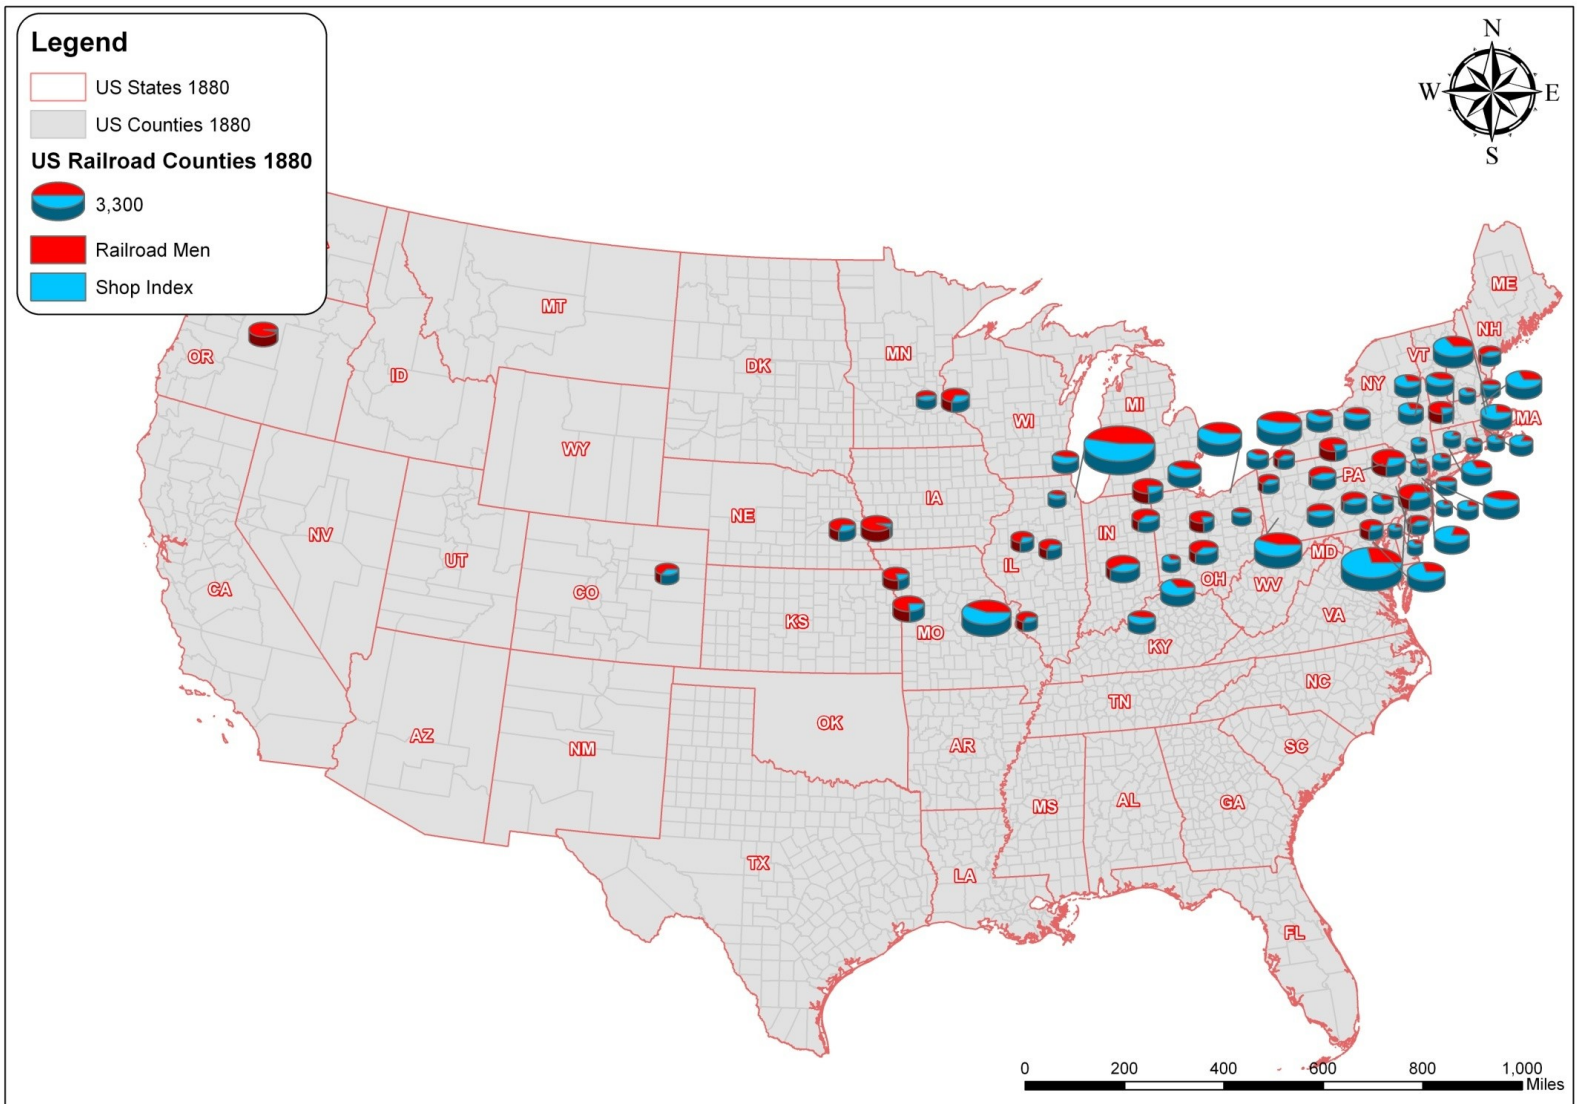 Legend
US States 1880
US Counties 1880
US Railroad Counties 1880
3,300
Railroad Men
Shop Index
N
W E
S
ME
MT
OR
ID
DK
MN
NH
VT
NY
WI
MI
MA
WY
PA
IA
NE
NV
IN
UT
IL
MD
OH
WV
CO
CA
VA
KS
MO
KY
NC
TN
OK
AZ
NM
AR
SC
MS
AL
GA
TX
LA
FL
0 200 400 600 800 1,000
Miles